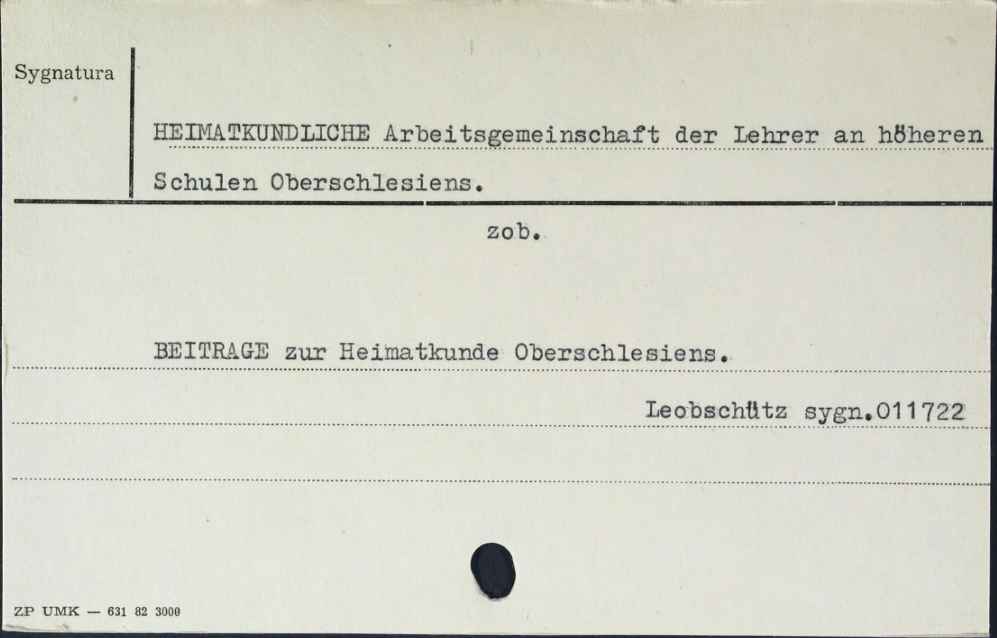 Sygnatura
HEIMATKUNDLICHE Arbeitsgemeinschaft der Lehrer an höheren
Schulen Oberschlesiens.
zob.
BEITRAGE zur Heimatkunde Oberschlesiens.
Leobschütz sygn.011722
ZP UMK — 631 82 3000